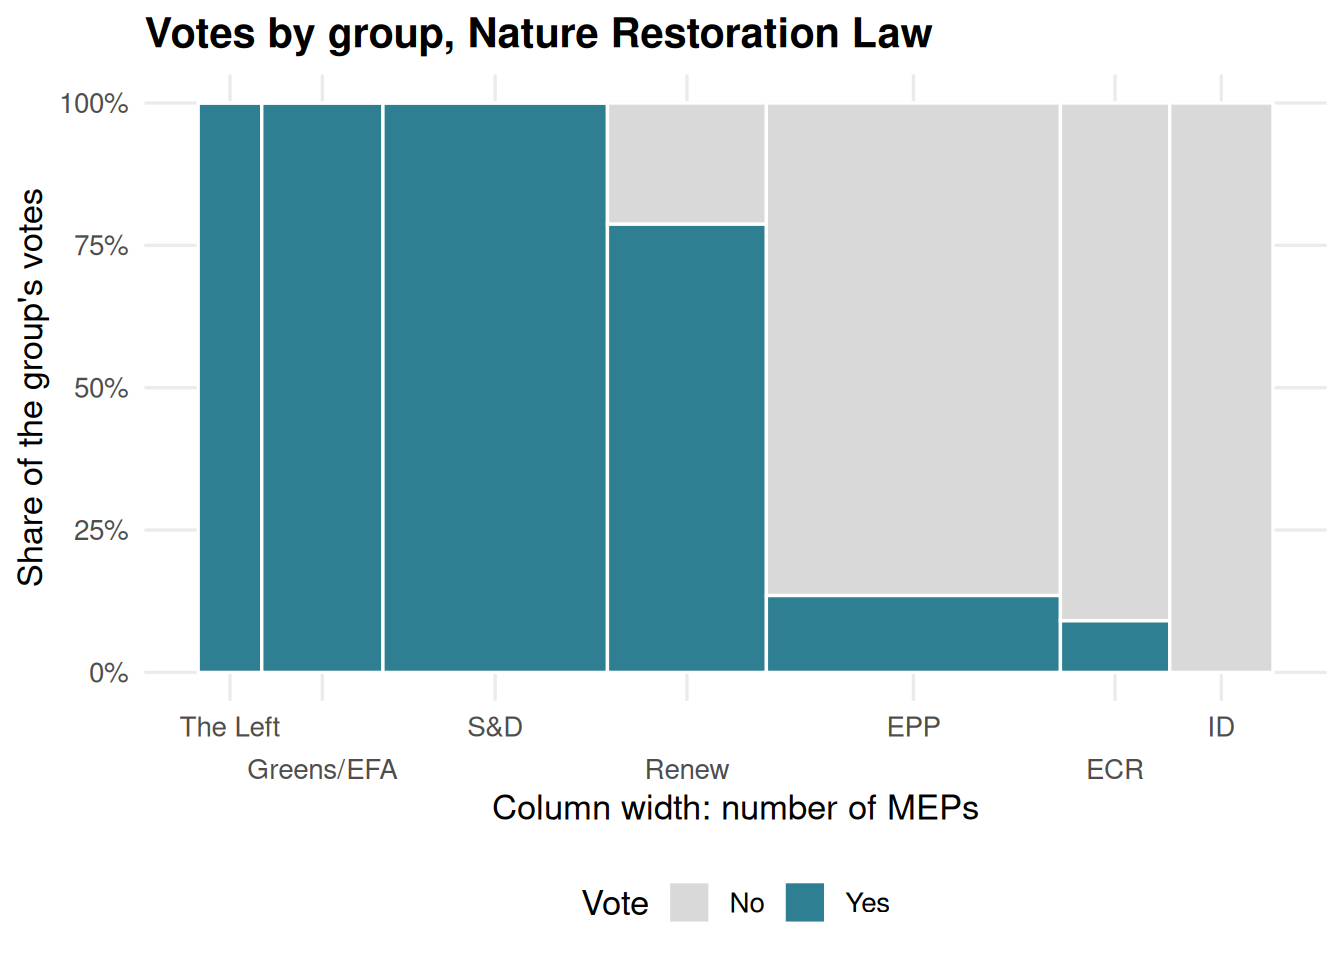 Votes by group, Nature Restoration Law
Share of the group's votes
100%
75%
50%
25%
0%
The Left
Greens/EFA
S&D
Renew
EPP
ECR
ID
Column width: number of MEPs
Vote
No
Yes